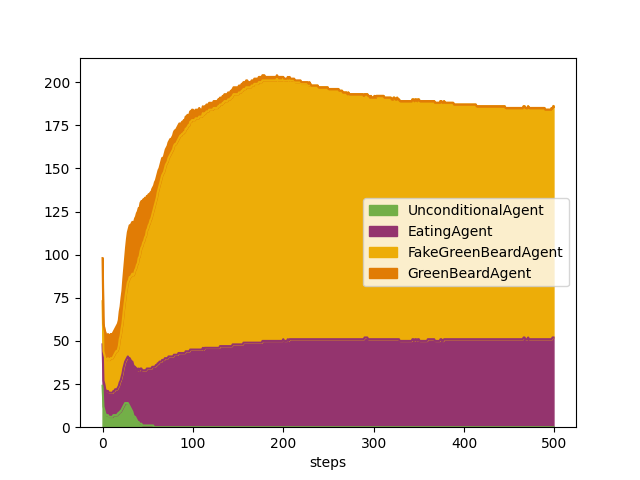 200
175
150
125
100
75
50
25
0
UnconditionalAgent
EatingAgent
FakeGreenBeardAgent
GreenBeardAgent
0 100 200 300 400 500
steps